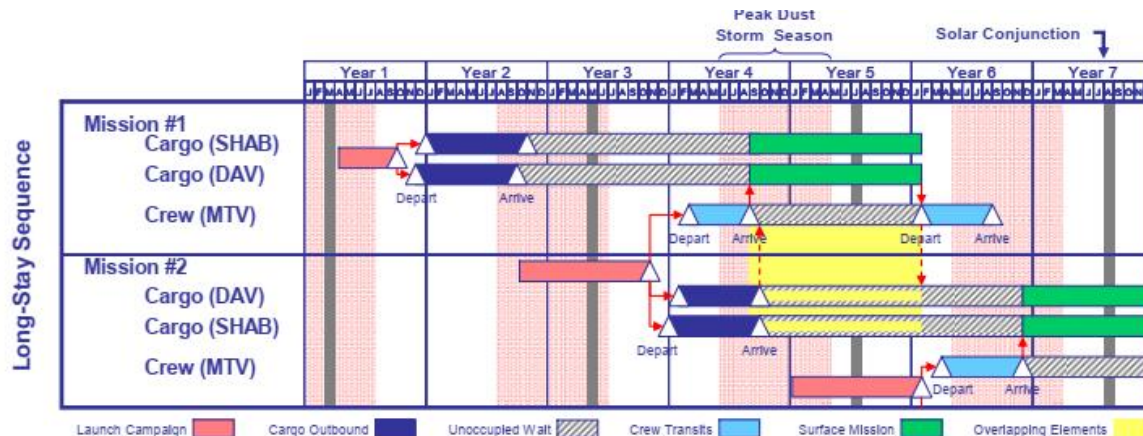 Peak Dust
Storm Season
Solar Conjunction
Year 1 Year 2 Year 3 Year 4 Year 5 Year 6 Year 7
J F M A M J J A S O N D J F M A M J J A S O N D J F M A M J J A S O N D J F M A M J J A S O N D J F M A M J J A S O N D J F M A M J J A S O N D J F M A M J J A S O N
Long-Stay Sequence
Mission #1
Cargo (SHAB)
Cargo (DAV)
Depart Arrive
Crew (MTV)
Depart Arrive Depart Arrive
Mission #2
Cargo (DAV)
Cargo (SHAB)
Depart Arrive
Crew (MTV)
Depart Arrive
Launch Campaign Cargo Outbound Unoccupied Wait Crew Transits Surface Mission Overlapping Elements